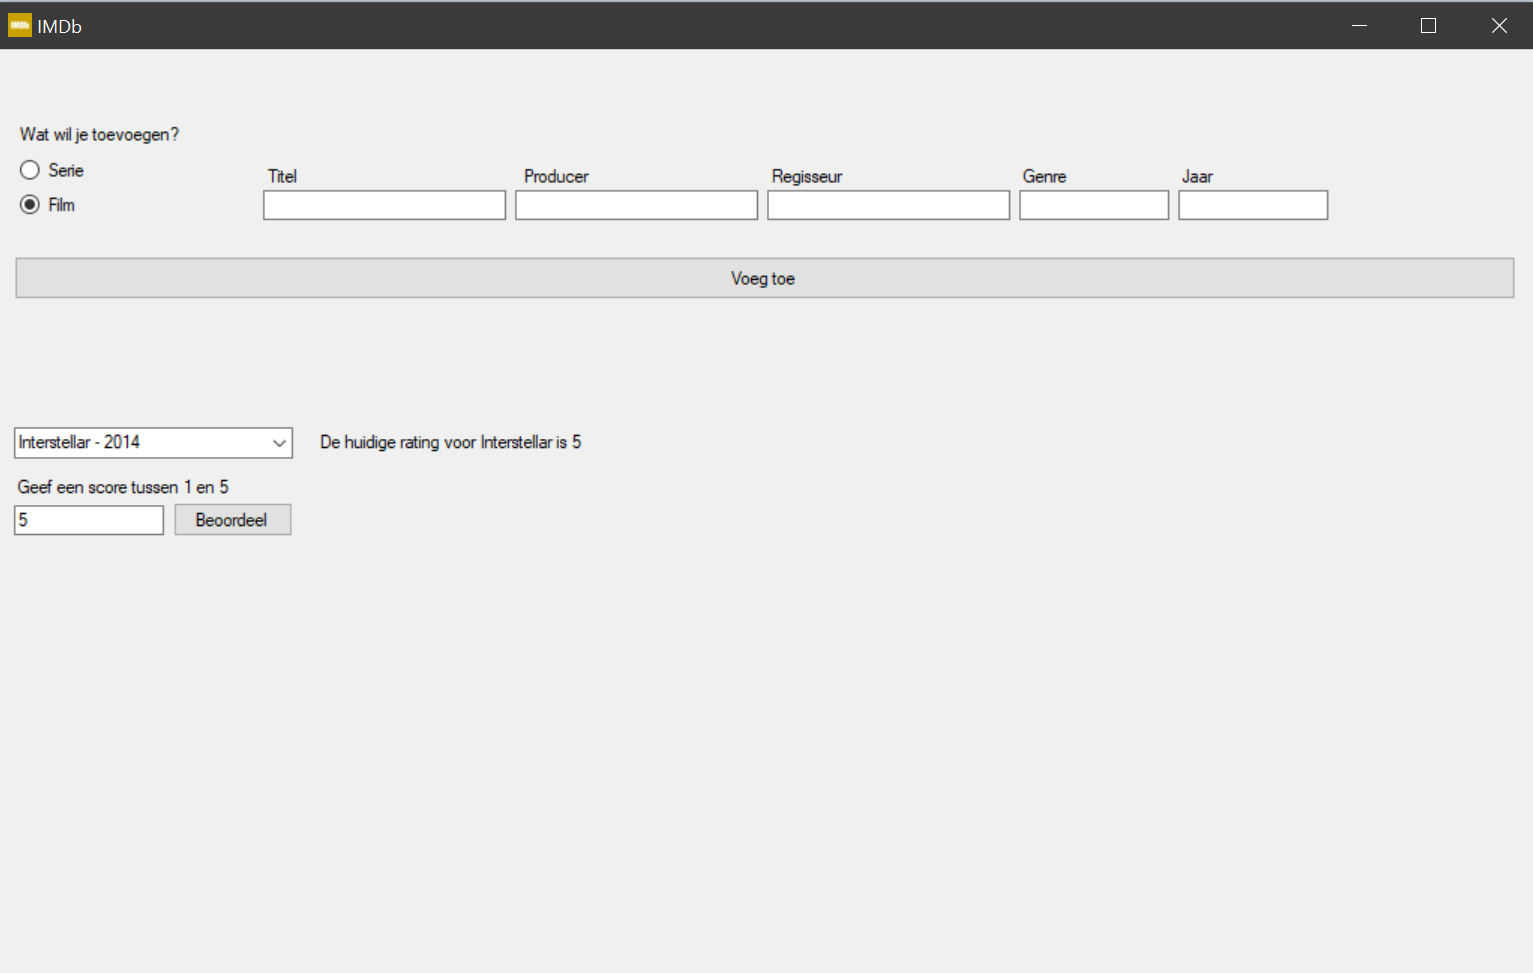 IMDb
Wat wil je toevoegen?
Serie
Film
Titel Producer Regisseur Genre Jaar
Voeg toe
Interstellar - 2014 De huidige rating voor Interstellar is 5
Geef een score tussen 1 en 5
5 Beoordeel